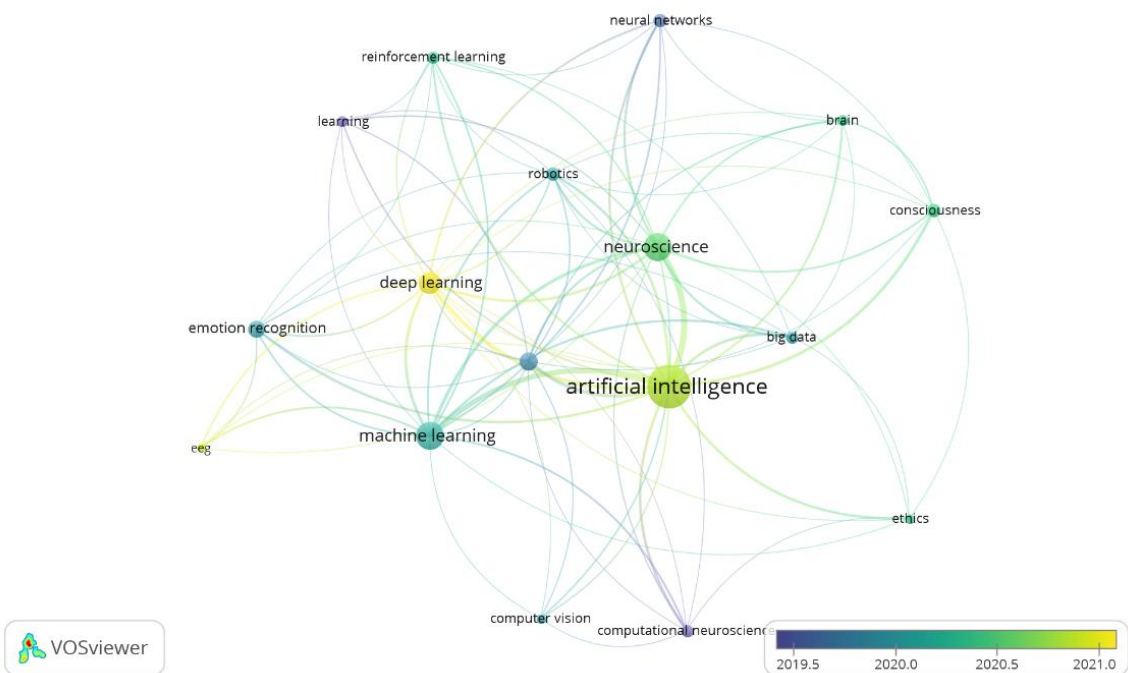 neural networks
reinforcement learning
learning
brain
robotics
consciousness
neuroscience
deep learning
emotion recognition
big data
artificial intelligence
machine learning
eeg
ethics
computer vision
computational neuroscience
VOSviewer
2019.5 2020.0 2020.5 2021.0